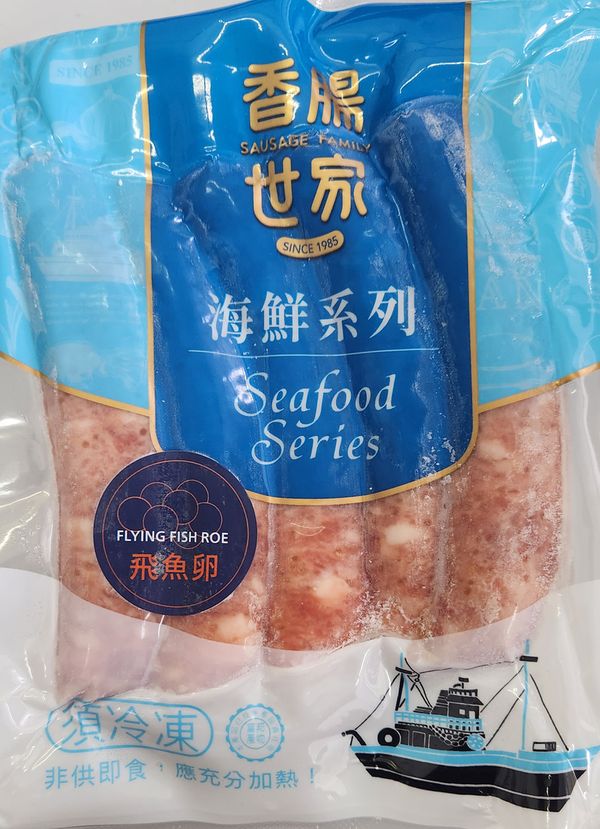 SINCE 1985
香腸
SAUSAGE FAMILY
世家
SINCE 1985
海鮮系列
Seafood
Series
FLYING FISH ROE
飛魚卵
須冷凍
非供即食，應充分加熱！